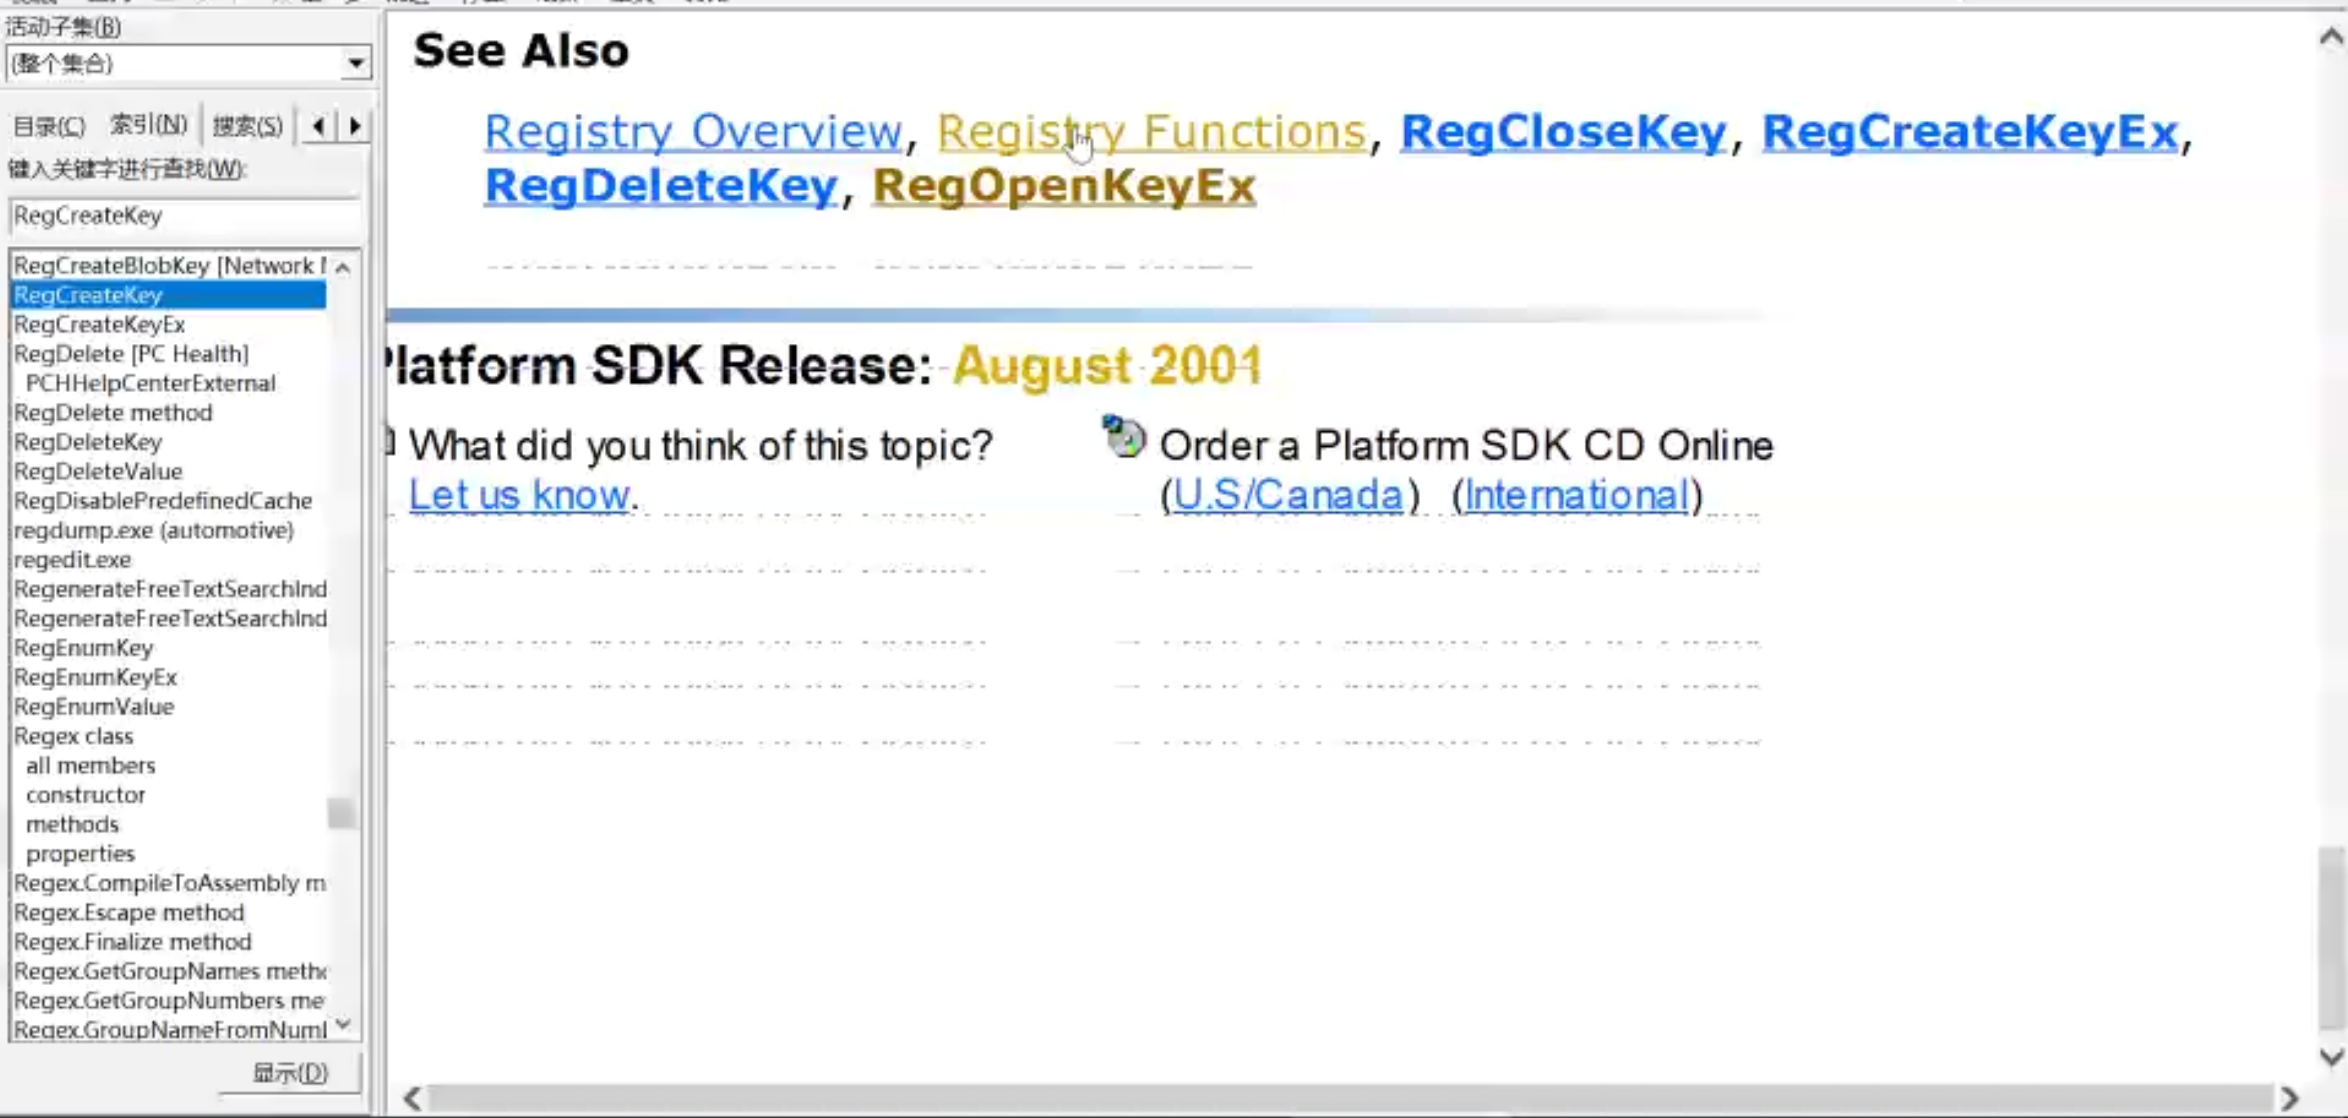 活动子集(B)
(整个集合)
目录(C) 索引(N) 搜索(S)
键入关键字进行查找(W):
RegCreateKey
RegCreateBlobKey [Network
RegCreateKey
RegCreateKeyEx
RegDelete [PC Health]
PCHHelpCenterExternal
RegDelete method
RegDeleteKey
RegDeleteValue
RegDisablePredefinedCache
regdump.exe (automotive)
regedit.exe
RegenerateFreeTextSearchInd
RegenerateFreeTextSearchInd
RegEnumKey
RegEnumKeyEx
RegEnumValue
Regex class
all members
constructor
methods
properties
Regex.CompileToAssembly m
Regex.Escape method
Regex.Finalize method
Regex.GetGroupNames meth
Regex.GetGroupNumbers me
Regex.GroupNameFromNum
显示(D)
See Also
Registry Overview, Registry Functions, RegCloseKey, RegCreateKeyEx,
RegDeleteKey, RegOpenKeyEx
Platform SDK Release: August 2001
What did you think of this topic?
Let us know.
Order a Platform SDK CD Online
(U.S/Canada) (International)